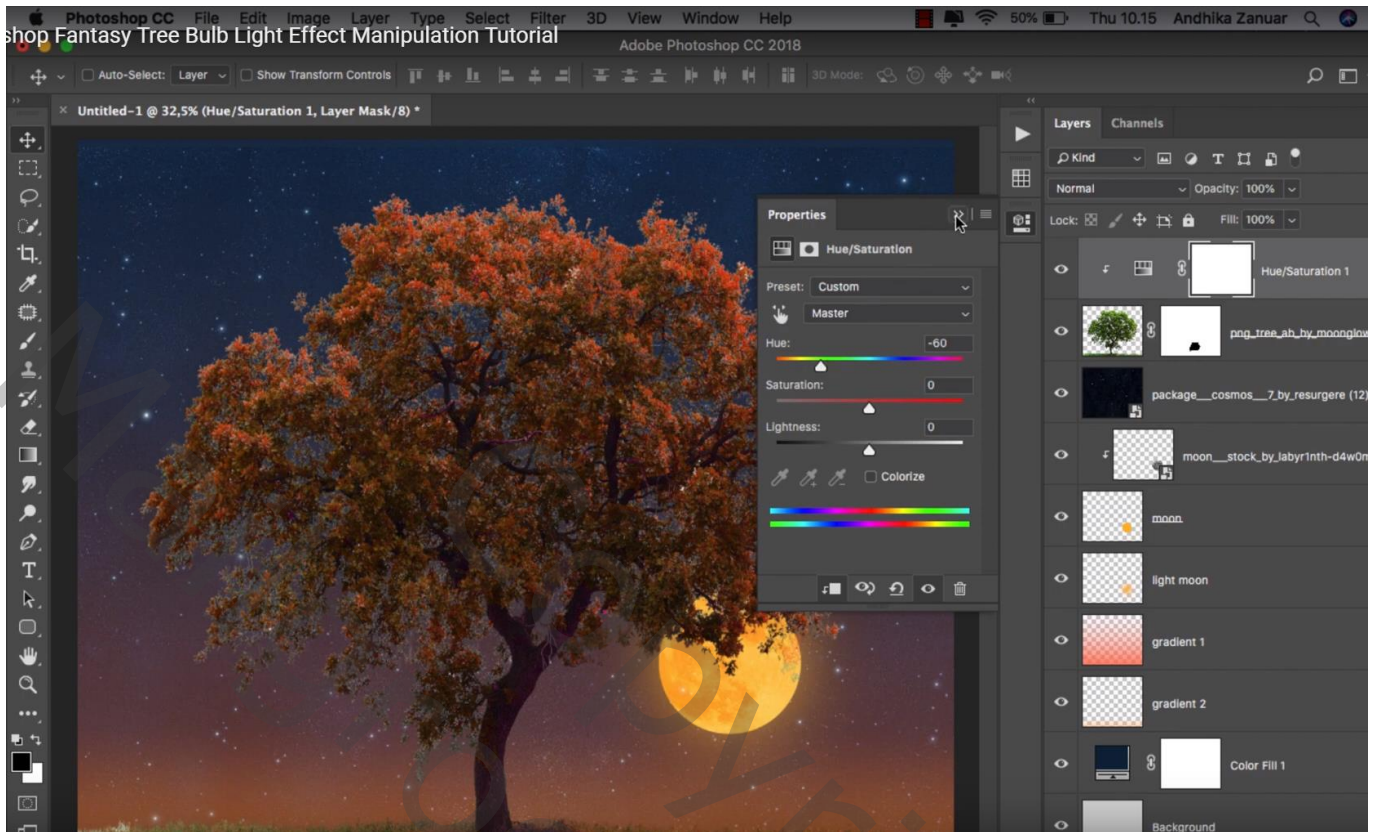 Photoshop CC File Edit Image Layer Type Select Filter 3D View Window Help 50% Thu 10.15 Andhika Zanuar
shop Fantasy Tree Bulb Light Effect Manipulation Tutorial
Adobe Photoshop CC 2018
Auto-Select: Layer Show Transform Controls 3D Mode:
× Untitled-1 @ 32,5% (Hue/Saturation 1, Layer Mask/8) *
Properties
Hue/Saturation
Preset: Custom
Master
Hue: -60
Saturation: 0
Lightness: 0
Colorize
Layers Channels
Kind
Normal Opacity: 100%
Lock: Fill: 100%
Hue/Saturation 1
png_tree_ab_by_moonglow
package__cosmos__7_by_resurgere (12)
moon__stock_by_labyr1nth-d4w0m
moon
light moon
gradient 1
gradient 2
Color Fill 1
Background